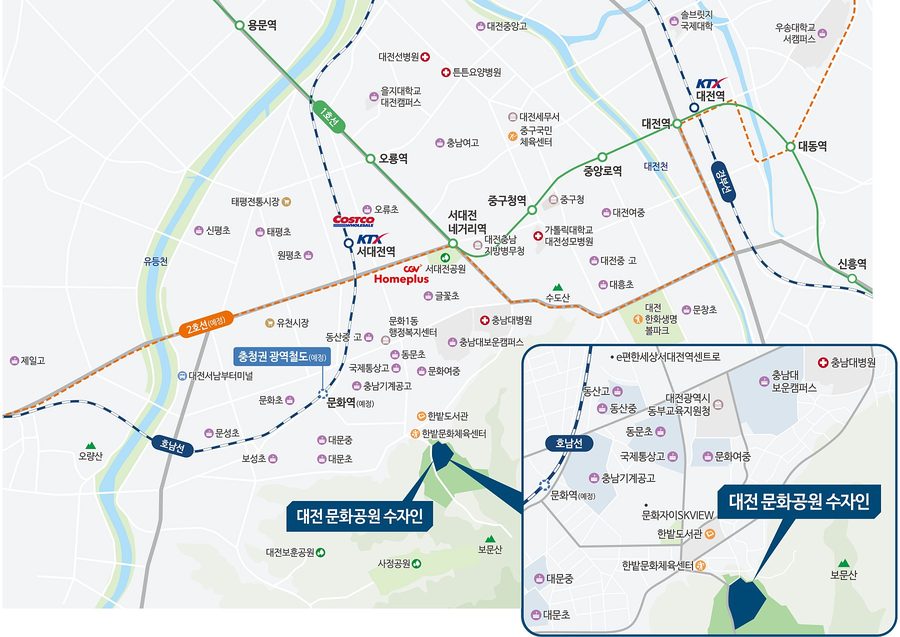 용문역
대전중앙고
솔브릿지
국제대학
우송대학교
서캠퍼스
대전선병원
튼튼요양병원
KTX
대전역
을지대학교
대전캠퍼스
1호선
대전세무서
중구국민
체육센터
충남여고
대전역
대동역
오룡역
중앙로역
대전천
경부선
태평전통시장
오류초
COSTCO
WHOLESALE
중구청역
중구청
대전여중
신평초
태평초
서대전
네거리역
KTX
서대전역
대전충남
지방병무청
가톨릭대학교
대전성모병원
원평초
유등천
CGV
Homeplus
서대전공원
대전중·고
신흥역
대흥초
글꽃초
수도산
2호선(예정)
유천시장
문화1동
행정복지센터
충남대병원
대전
한화생명
볼파크
문창초
동산중·고
충남대보운캠퍼스
제일고
충청권 광역철도(예정)
동문초
국제통상고
문화여중
대전서남부터미널
충남기계공고
문화초
문화역(예정)
한밭도서관
문성초
한밭문화체육센터
호남선
대문중
오량산
보성초
대문초
대전 문화공원 수자인
대전보훈공원
사정공원
보문산
e편한세상서대전역센트로
충남대병원
충남대
보운캠퍼스
동산고
동산중
대전광역시
동부교육지원청
동문초
호남선
국제통상고
문화여중
충남기계공고
문화역(예정)
문화자이SKVIEW
대전 문화공원 수자인
한밭도서관
한밭문화체육센터
보문산
대문중
대문초